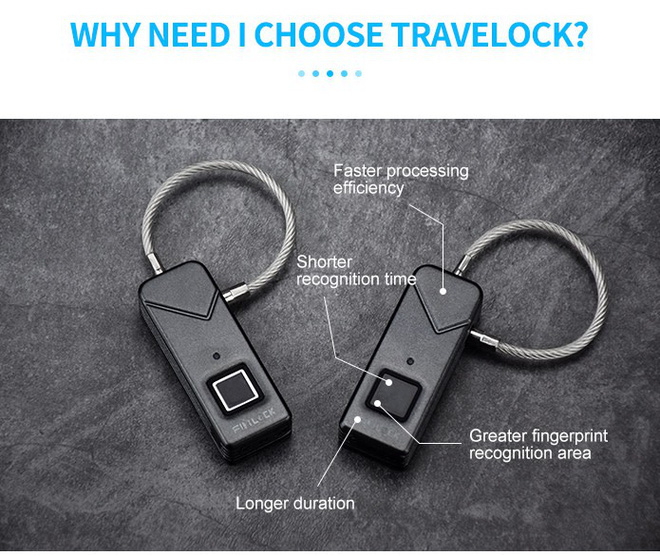 WHY NEED I CHOOSE TRAVELOCK?
Faster processing
efficiency
Shorter
recognition time
FINLOCK
Greater fingerprint
recognition area
Longer duration